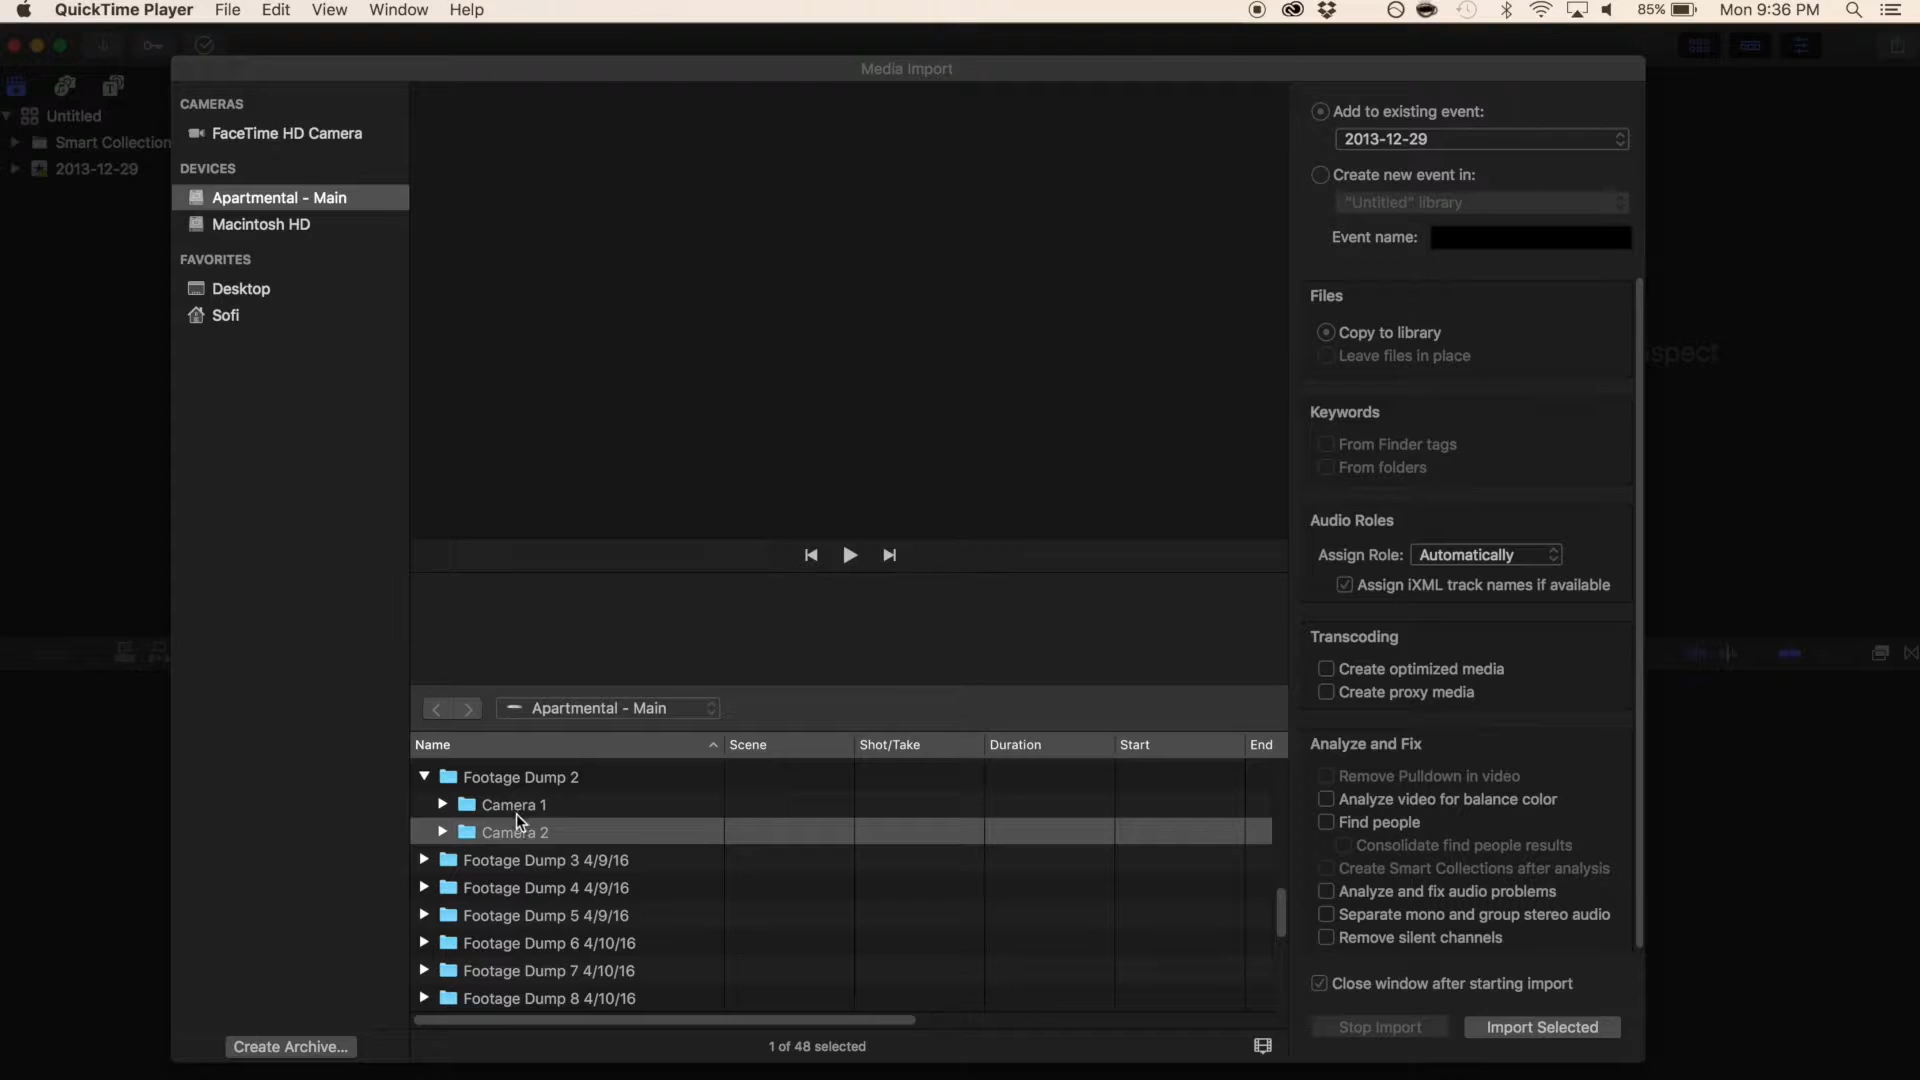 QuickTime Player File Edit View Window Help 85% Mon 9:36 PM
Media Import
CAMERAS
FaceTime HD Camera
DEVICES
Apartmental - Main
Macintosh HD
FAVORITES
Desktop
Sofi
Untitled
Smart Collection
2013-12-29
Add to existing event:
2013-12-29
Create new event in:
"Untitled" library
Event name:
Files
Copy to library
Leave files in place
Keywords
From Finder tags
From folders
Audio Roles
Assign Role: Automatically
Assign iXML track names if available
Transcoding
Create optimized media
Create proxy media
Analyze and Fix
Remove Pulldown in video
Analyze video for balance color
Find people
Consolidate find people results
Create Smart Collections after analysis
Analyze and fix audio problems
Separate mono and group stereo audio
Remove silent channels
Close window after starting import
Stop Import Import Selected
spect
Apartmental - Main
Name Scene Shot/Take Duration Start End
Footage Dump 2
Camera 1
Camera 2
Footage Dump 3 4/9/16
Footage Dump 4 4/9/16
Footage Dump 5 4/9/16
Footage Dump 6 4/10/16
Footage Dump 7 4/10/16
Footage Dump 8 4/10/16
Create Archive...
1 of 48 selected